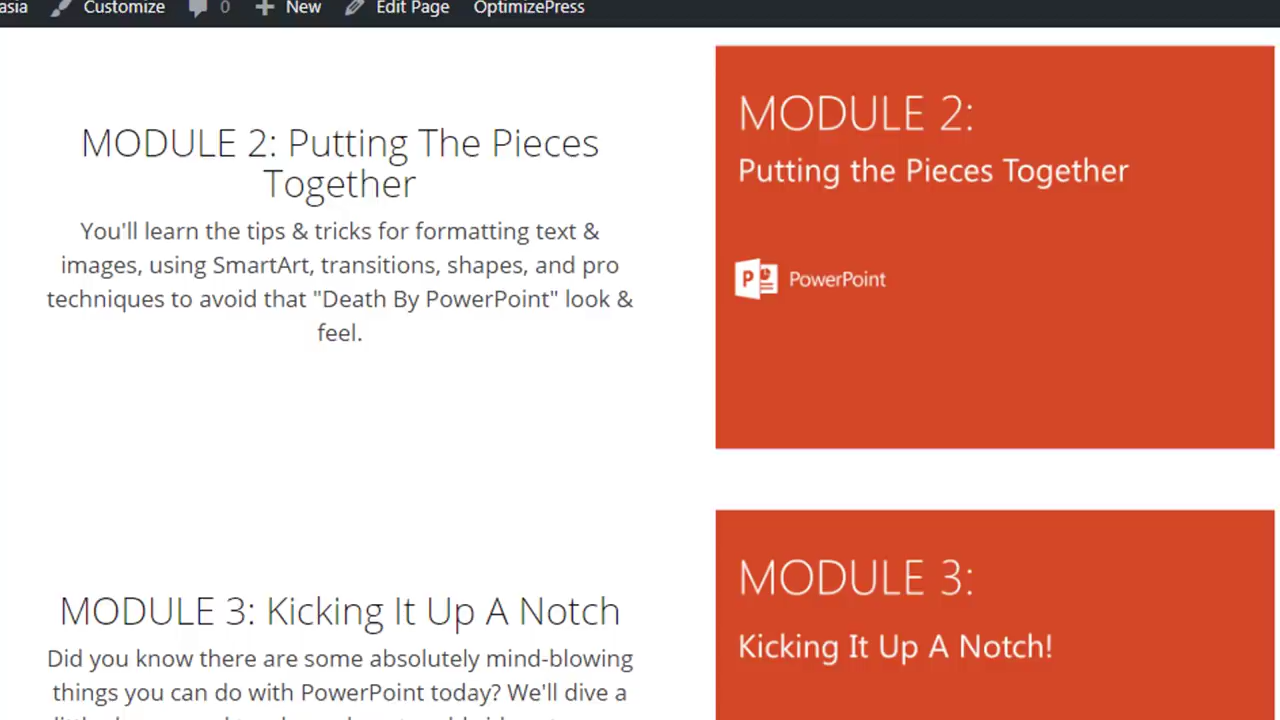 asia Customize 0 New Edit Page OptimizePress
MODULE 2: Putting The Pieces
Together
You'll learn the tips & tricks for formatting text &
images, using SmartArt, transitions, shapes, and pro
techniques to avoid that "Death By PowerPoint" look &
feel.
MODULE 2:
Putting the Pieces Together
P PowerPoint
MODULE 3: Kicking It Up A Notch
Did you know there are some absolutely mind-blowing
things you can do with PowerPoint today? We'll dive a
MODULE 3:
Kicking It Up A Notch!